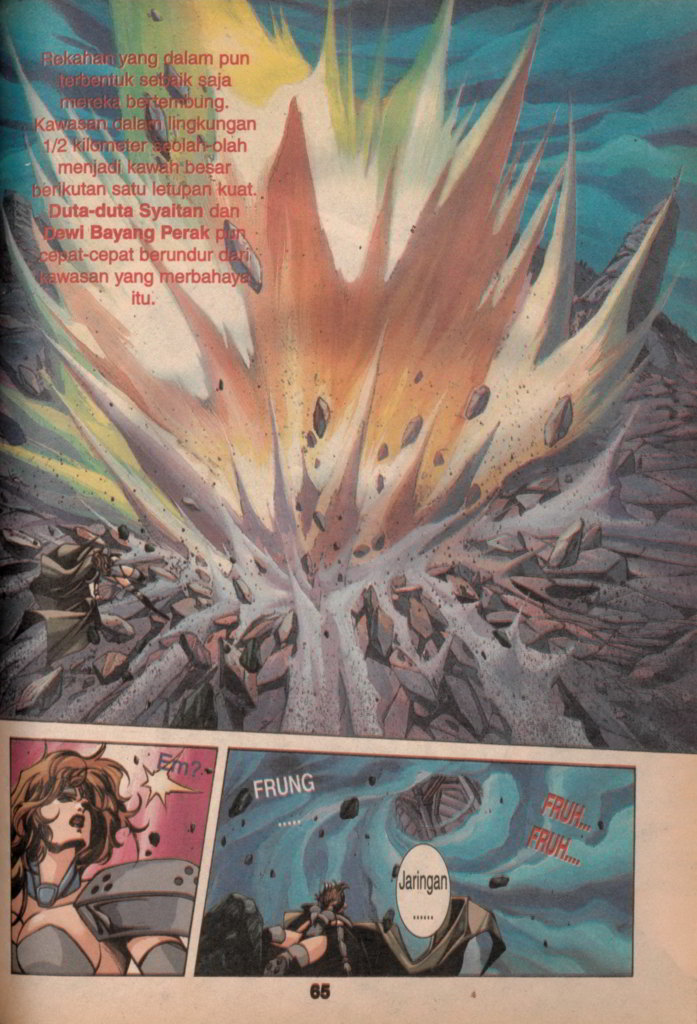 Rekahan yang dalam pun
terbentuk sebaik saja
mereka bertembung.
Kawasan dalam lingkungan
1/2 kilometer seolah-olah
menjadi kawah besar
berikutan satu letupan kuat.
Duta-duta Syaitan dan
Dewi Bayang Perak pun
cepat-cepat berundur dari
kawasan yang merbahaya
itu.
Em?
FRUNG
.....
Jaringan
......
FRUH...
FRUH....
65
4